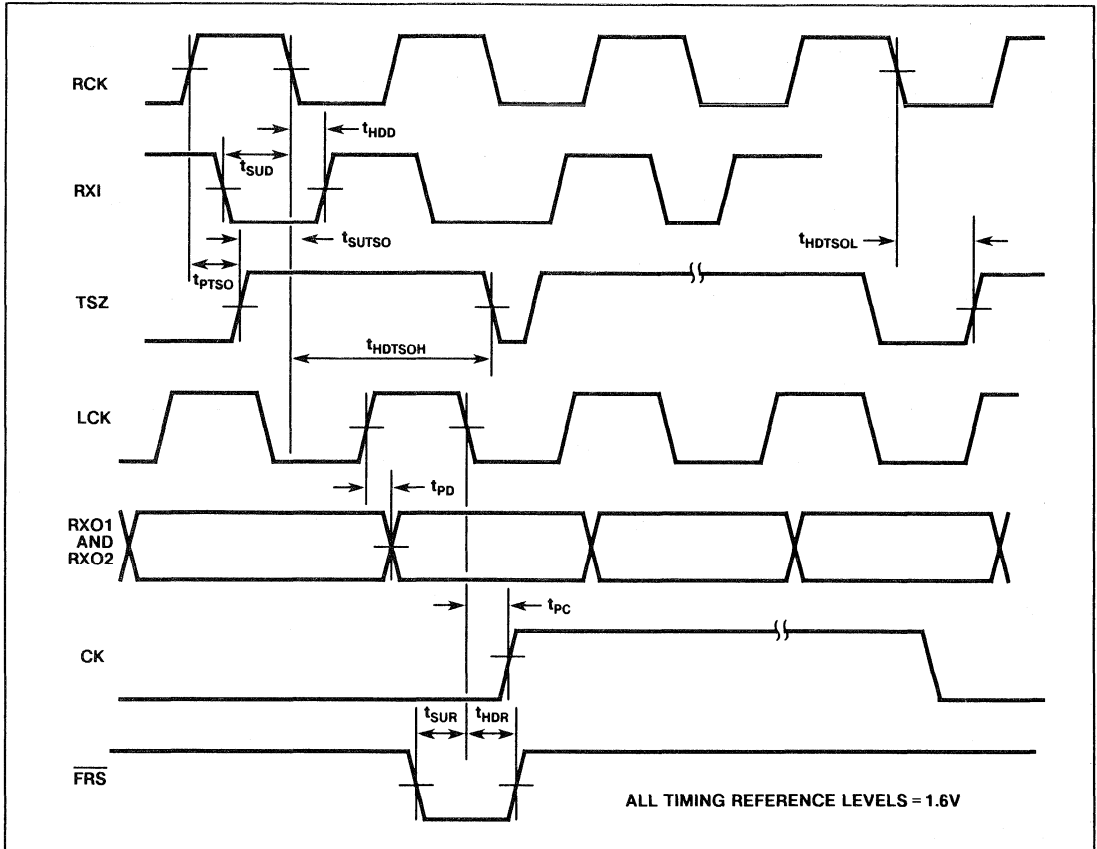 RCK
tHDD
tSUD
RXI
tSUTSO
tHDTSOL
tPTSO
TSZ
tHDTSOH
LCK
tPD
RXO1
AND
RXO2
tPC
CK
tSUR
tHDR
FRS
ALL TIMING REFERENCE LEVELS = 1.6V